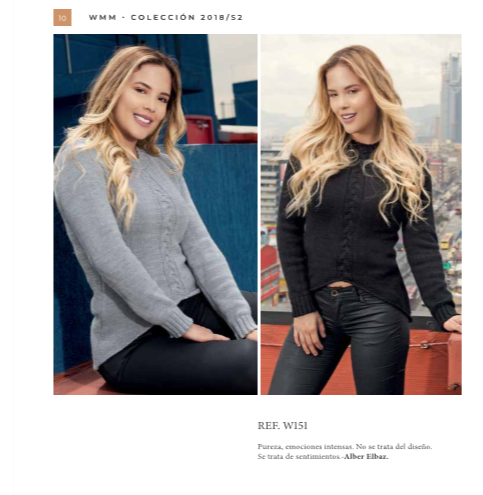 10
WMM - COLECCIÓN 2018/S2
REF. W151
Pureza, emociones intensas. No se trata del diseño.
Se trata de sentimientos.-Alber Elbaz.